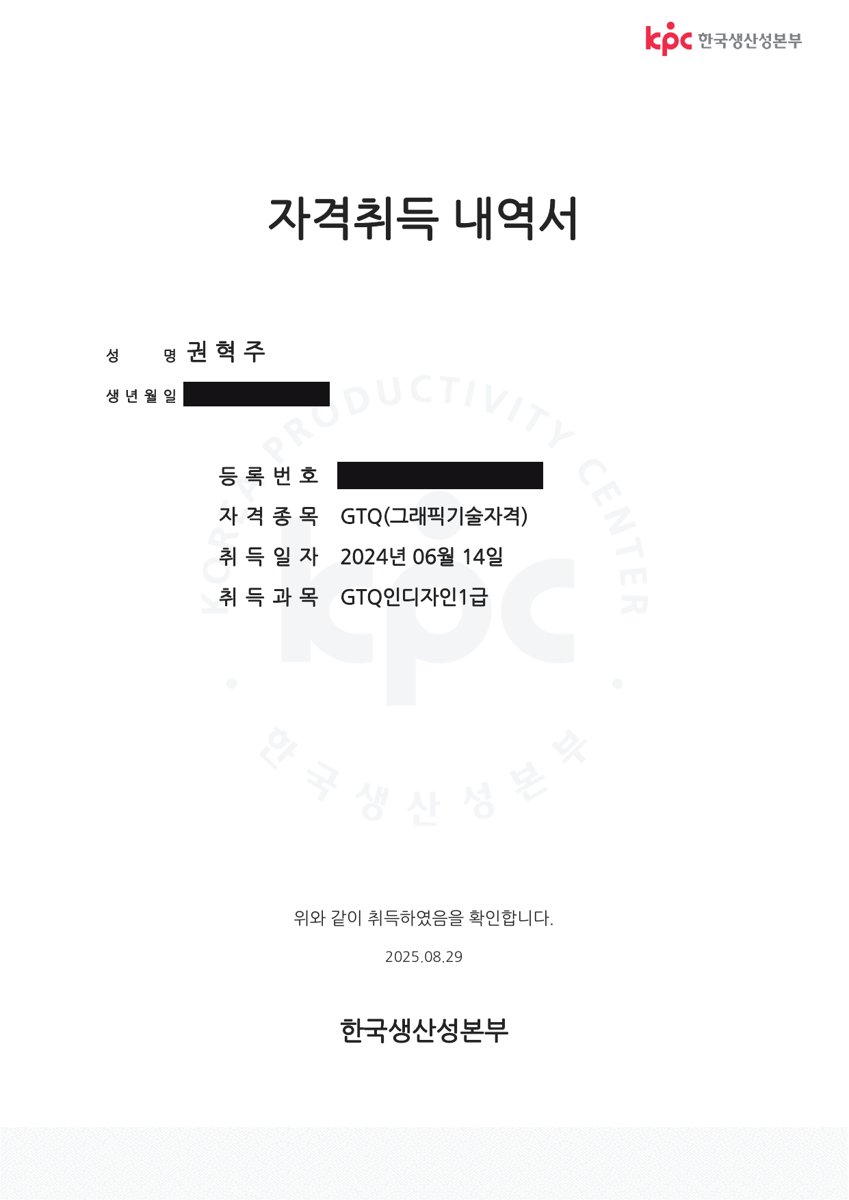 kpc 한국생산성본부
자격취득 내역서
성 명 권혁주
생년월일
등록번호
자격종목 GTQ(그래픽기술자격)
취득일자 2024년 06월 14일
취득과목 GTQ인디자인1급
KOREA PRODUCTIVITY CENTER
kpc
한국생산성본부
위와 같이 취득하였음을 확인합니다.
2025.08.29
한국생산성본부